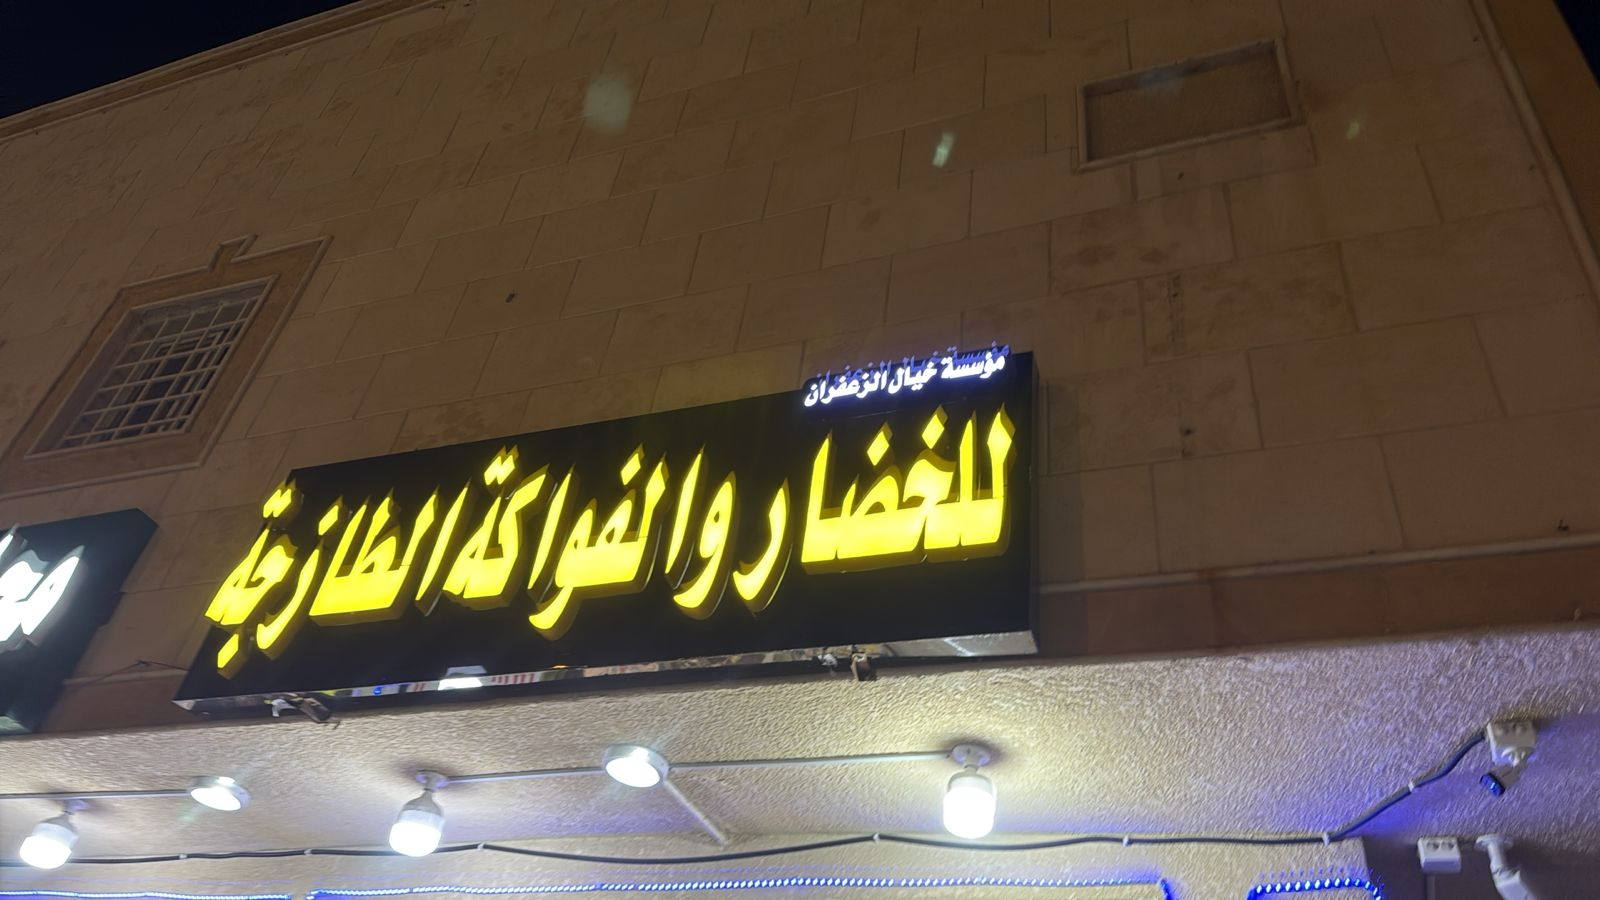 مؤسسة خيال الزعفران
للخضار والفواكة الطازجة